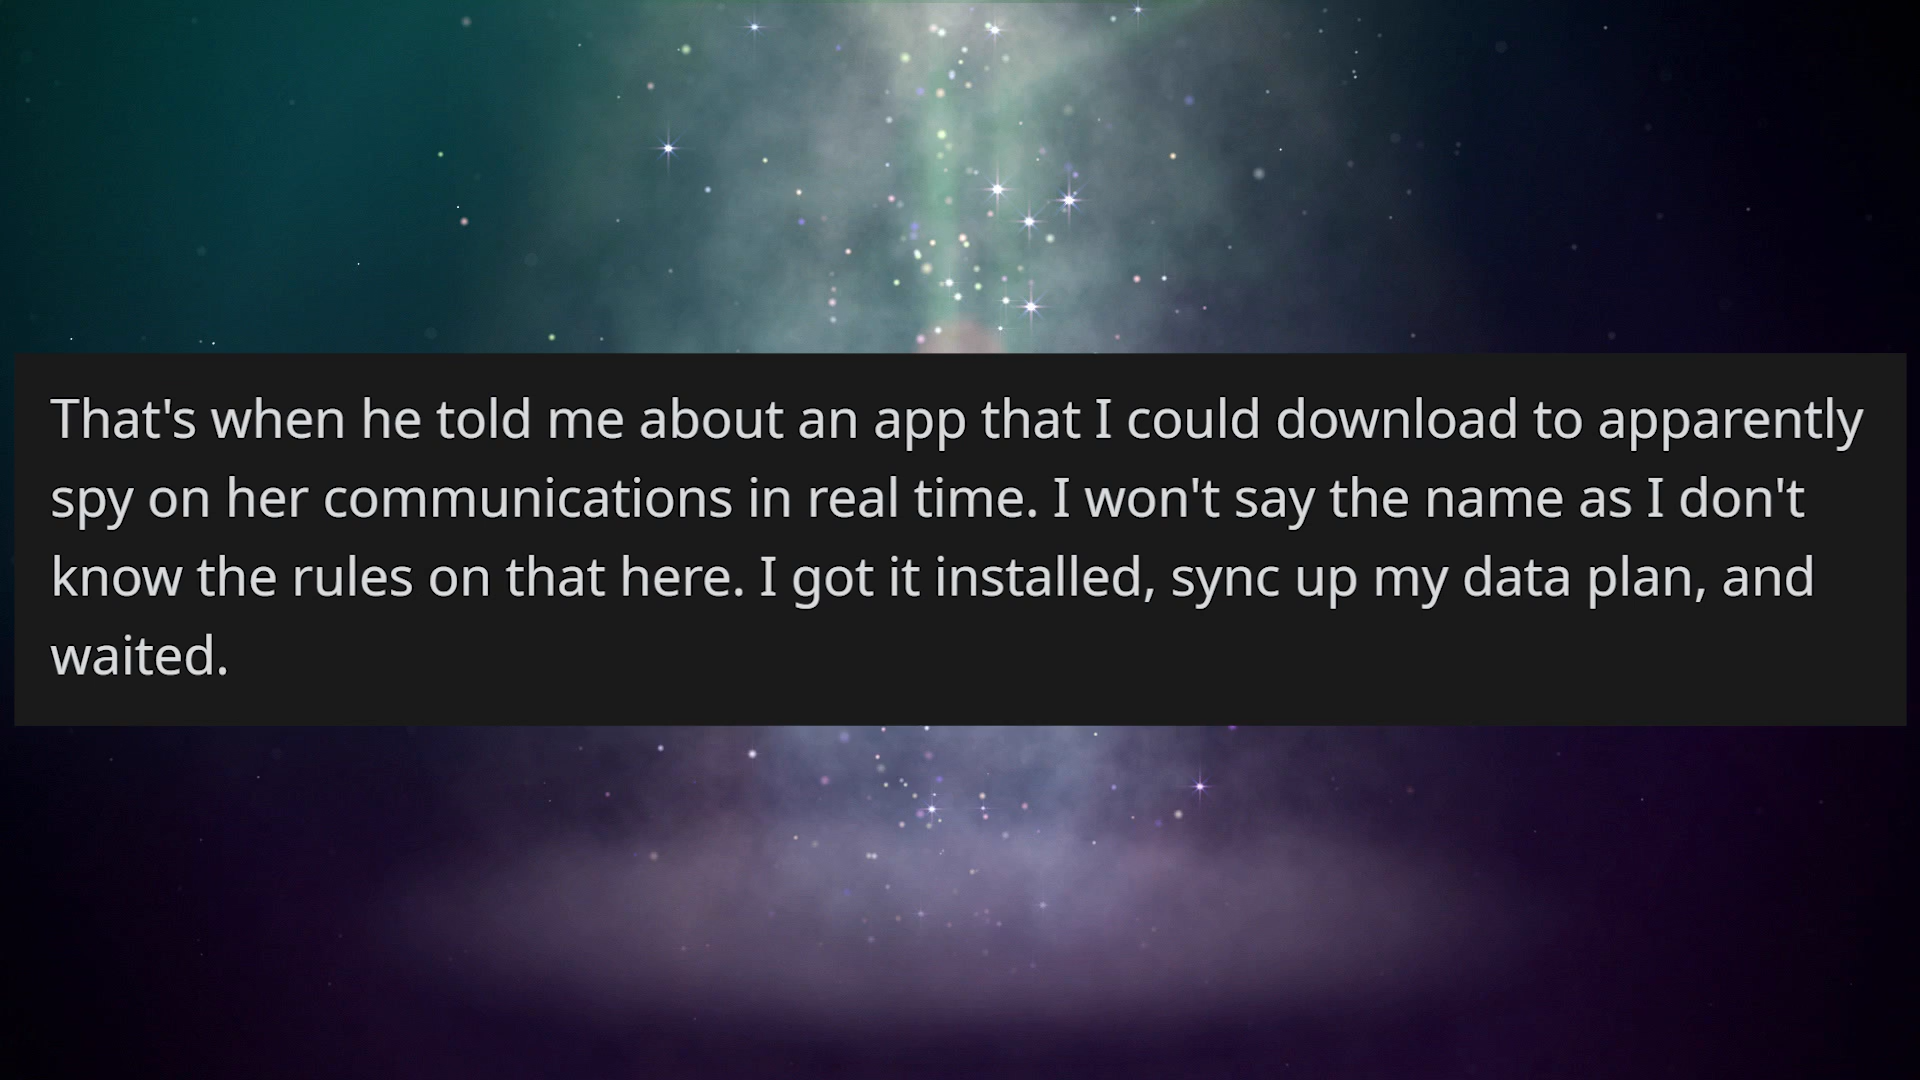 That's when he told me about an app that I could download to apparently
spy on her communications in real time. I won't say the name as I don't
know the rules on that here. I got it installed, sync up my data plan, and
waited.